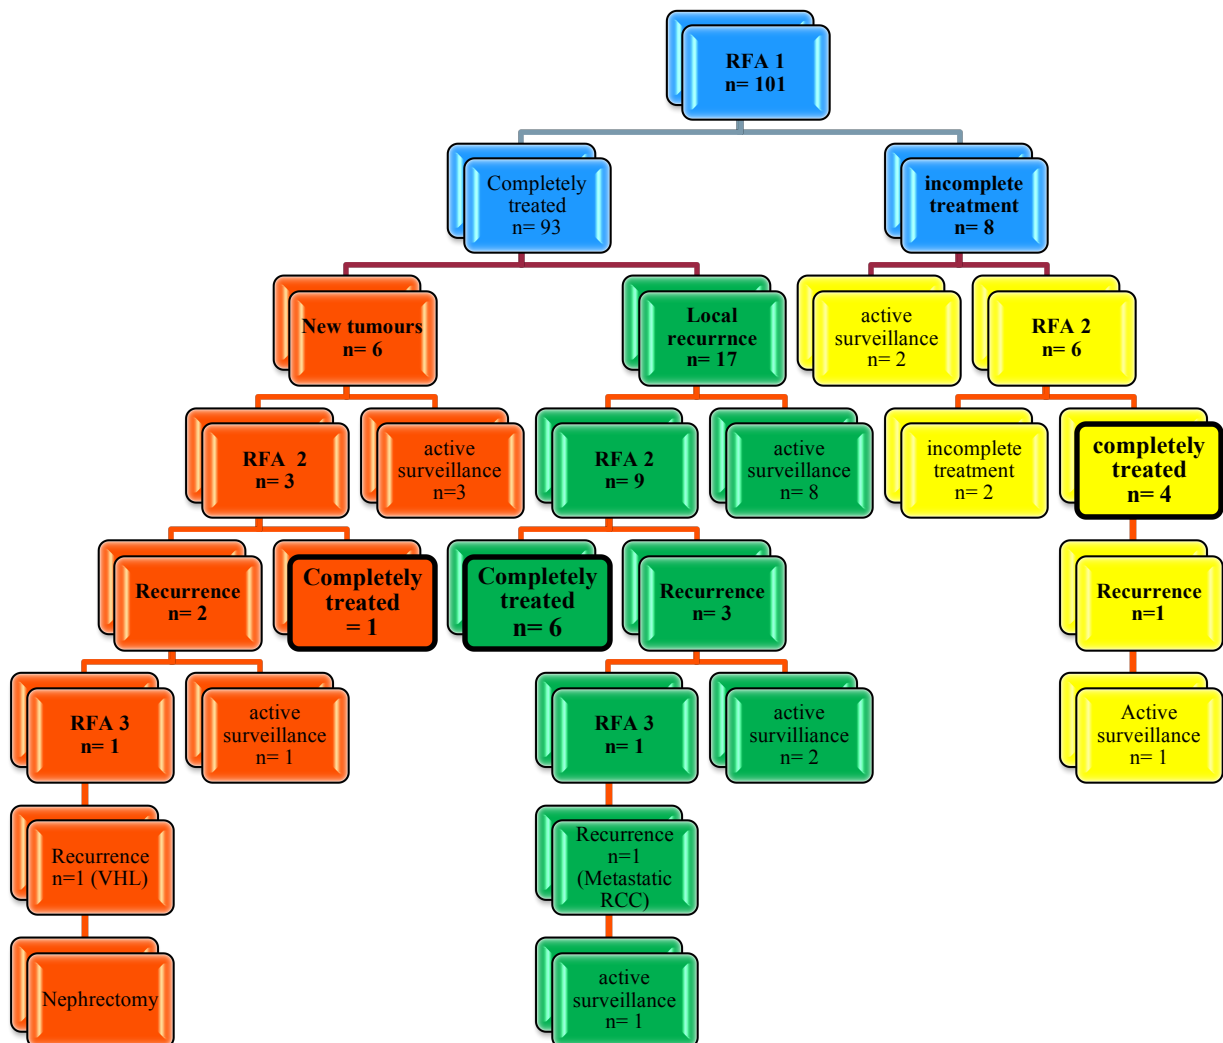 RFA 1
n= 101
Completely
treated
n= 93
incomplete
treatment
n= 8
New tumours
n= 6
Local
recurrnce
n= 17
active
surveillance
n= 2
RFA 2
n= 6
RFA  2
n= 3
active
surveillance
n=3
RFA 2
n= 9
active
surveillance
n= 8
incomplete
treatment
n= 2
completely
treated
n= 4
Recurrence
n= 2
Completely
treated
= 1
Completely
treated
n= 6
Recurrence
n= 3
Recurrence
n=1
RFA 3
n= 1
active
surveillance
n= 1
RFA 3
n= 1
active
survilliance
n= 2
Active
surveillance
n= 1
Recurrence
n=1 (VHL)
Recurrence
n=1
(Metastatic
RCC)
Nephrectomy
active
surveillance
n= 1